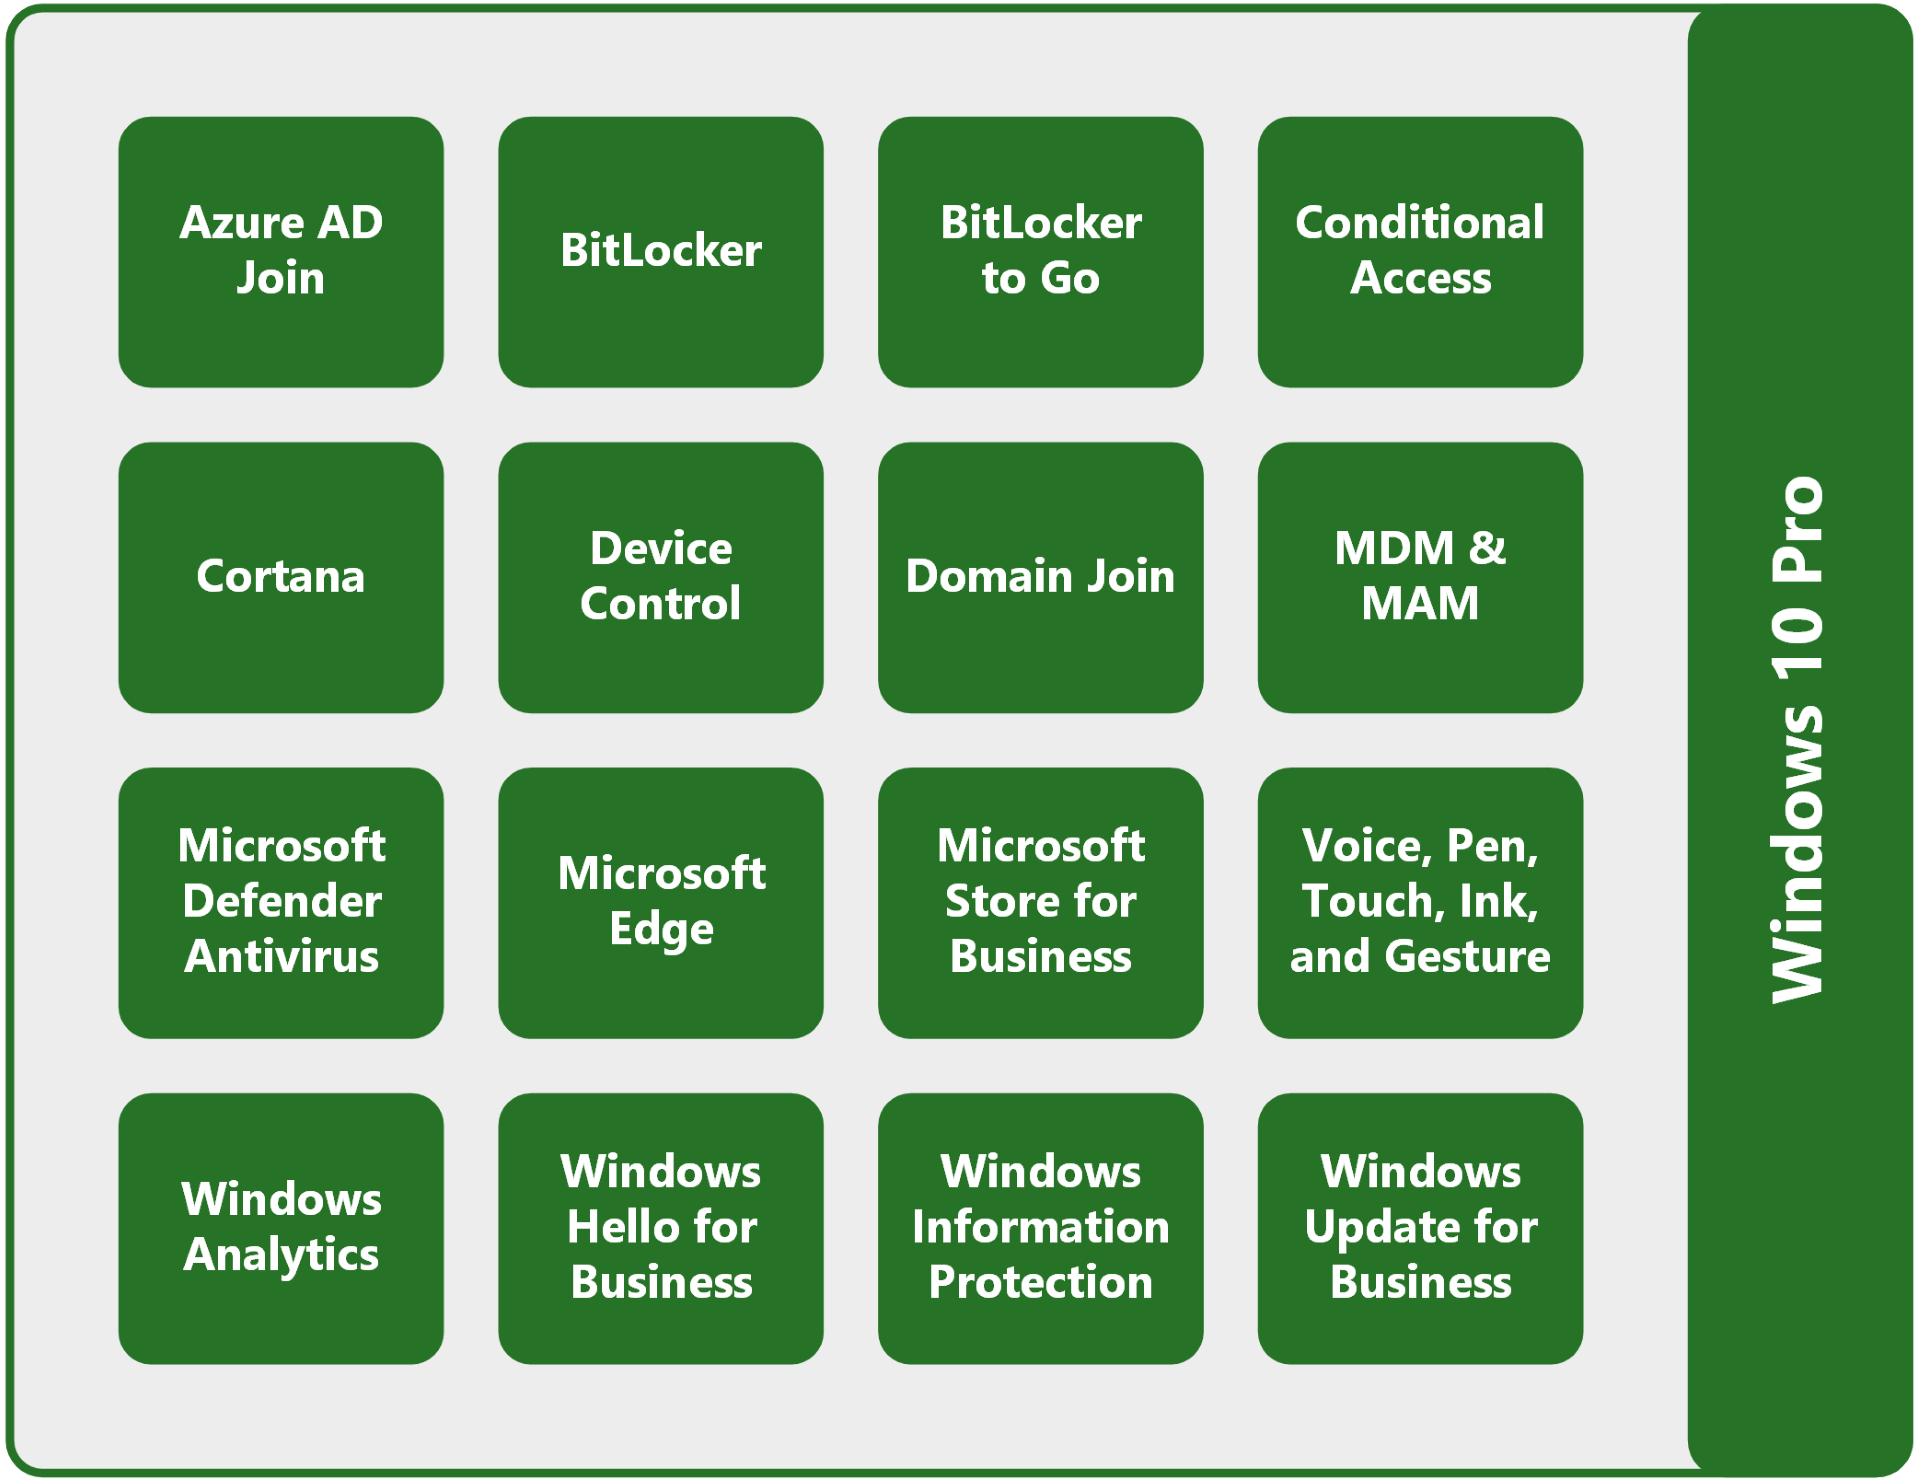 Azure AD
Join
BitLocker
BitLocker
to Go
Conditional
Access
Cortana
Device
Control
Domain Join
MDM &
MAM
Microsoft
Defender
Antivirus
Microsoft
Edge
Microsoft
Store for
Business
Voice, Pen,
Touch, Ink,
and Gesture
Windows
Analytics
Windows
Hello for
Business
Windows
Information
Protection
Windows
Update for
Business
Windows 10 Pro